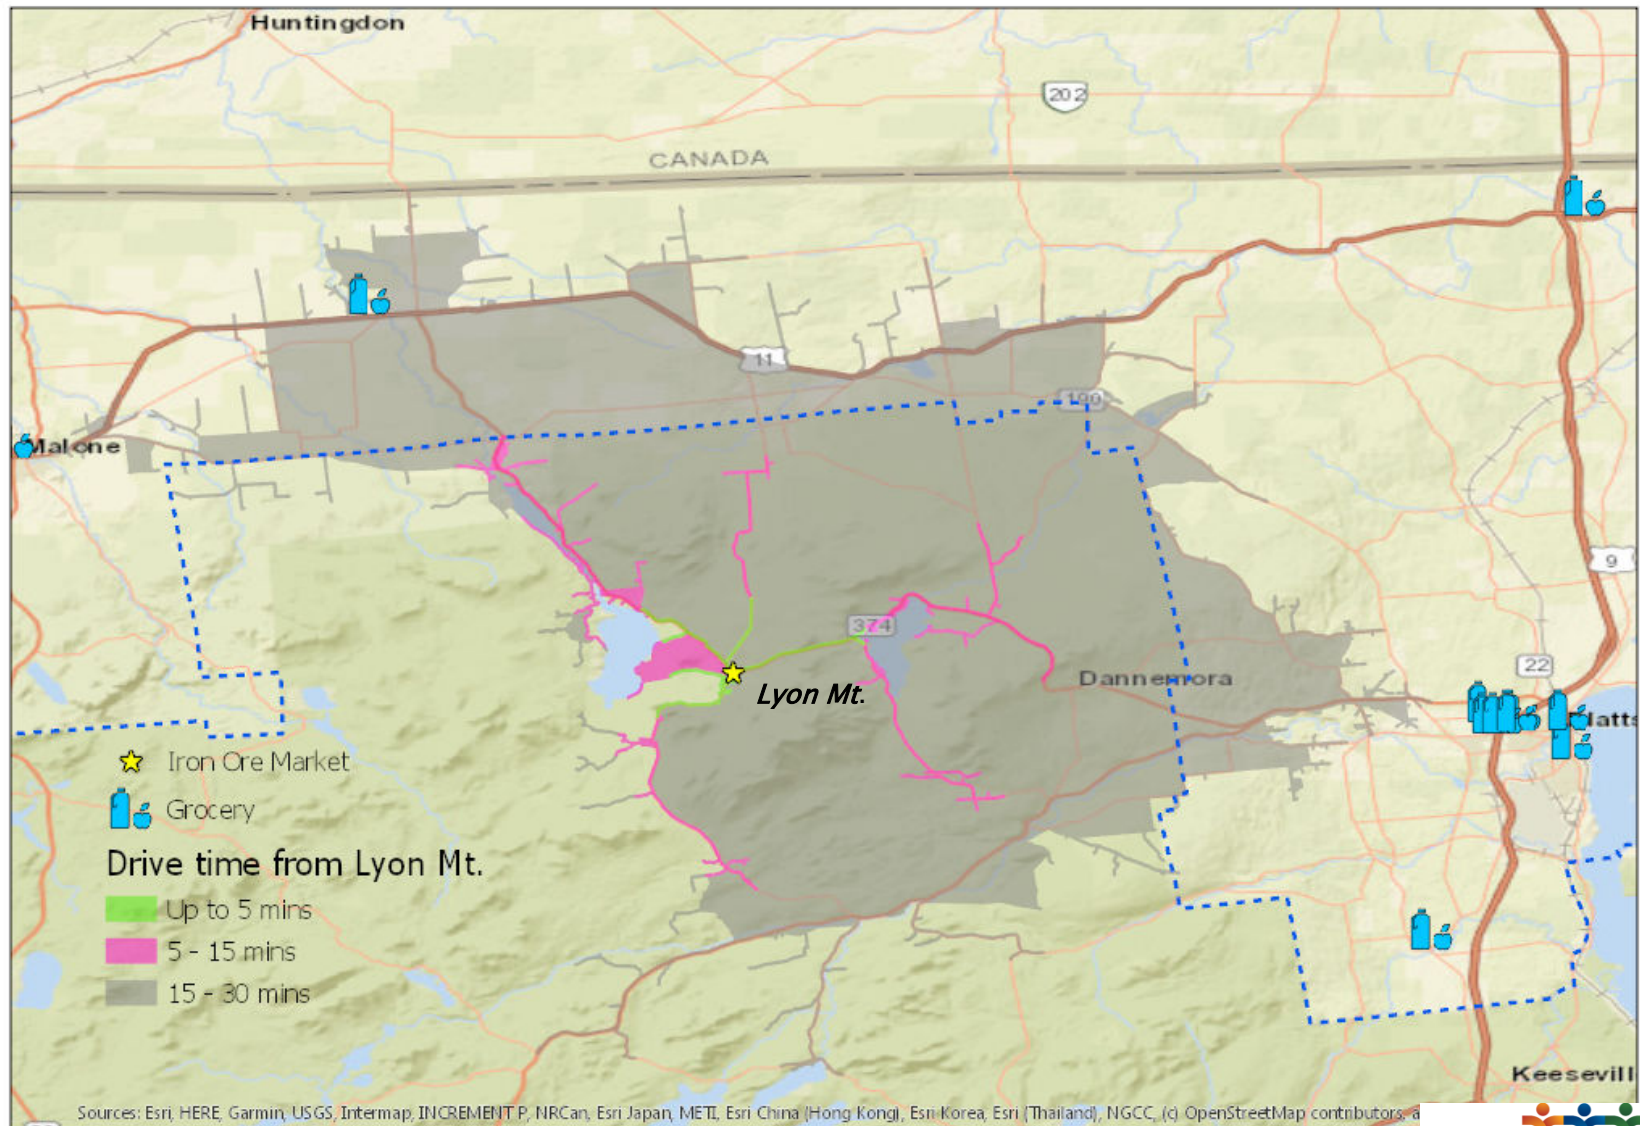 Huntingdon
202
CANADA
11
190
Malone
9
374
Lyon Mt.
Dannemora
22
Platts
Iron Ore Market
Grocery
Drive time from Lyon Mt.
Up to 5 mins
5 - 15 mins
15 - 30 mins
Keesevill
Sources: Esri, HERE, Garmin, USGS, Intermap, INCREMENT P, NRCan, Esri Japan, METI, Esri China (Hong Kong), Esri Korea, Esri (Thailand), NGCC, (c) OpenStreetMap contributors, a